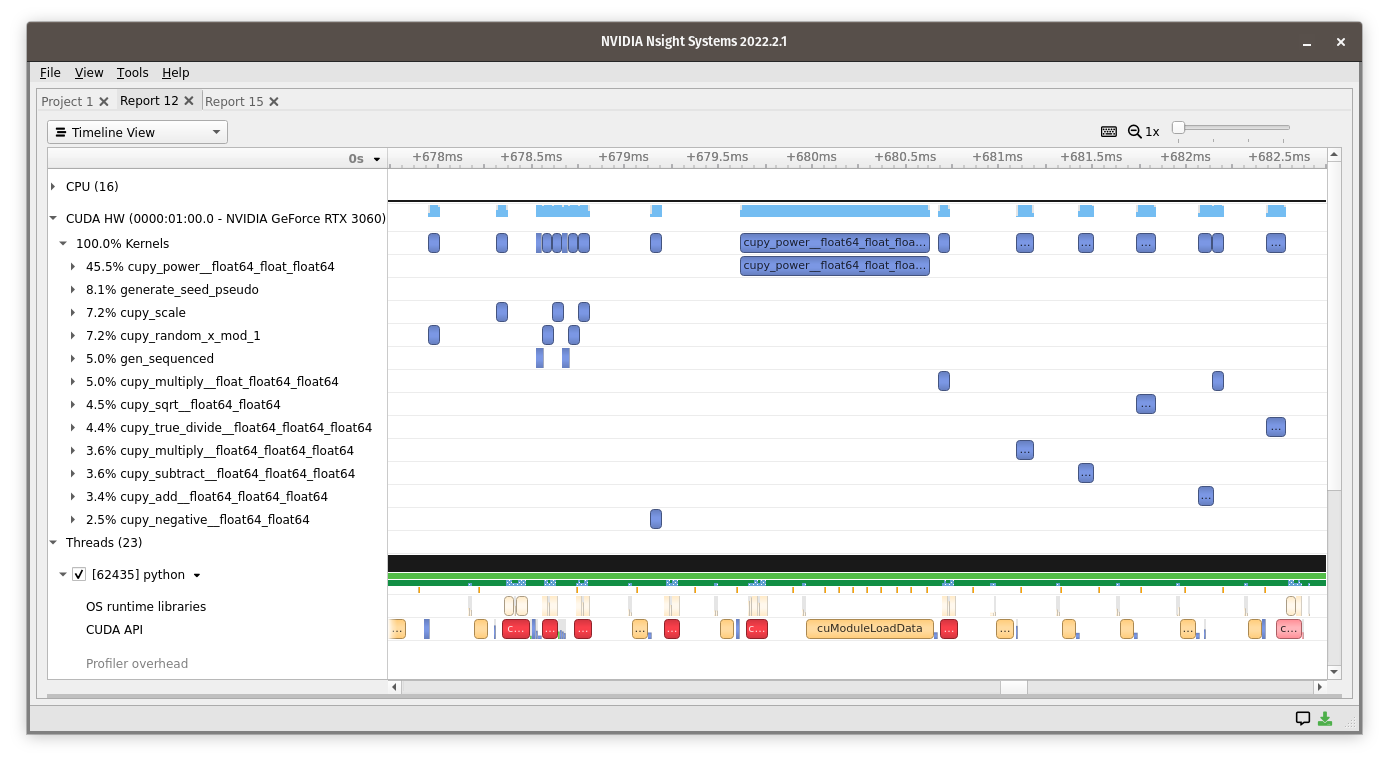 NVIDIA Nsight Systems 2022.2.1
File View Tools Help
Project 1 Report 12 Report 15
Timeline View 1x
0s +678ms +678.5ms +679ms +679.5ms +680ms +680.5ms +681ms +681.5ms +682ms +682.5ms
CPU (16)
CUDA HW (0000:01:00.0 - NVIDIA GeForce RTX 3060)
100.0% Kernels cupy_power__float64_float_floa... ... ... ... ...
45.5% cupy_power__float64_float_float64 cupy_power__float64_float_floa...
8.1% generate_seed_pseudo
7.2% cupy_scale
7.2% cupy_random_x_mod_1
5.0% gen_sequenced
5.0% cupy_multiply__float_float64_float64
4.5% cupy_sqrt__float64_float64 ...
4.4% cupy_true_divide__float64_float64_float64 ...
3.6% cupy_multiply__float64_float64_float64 ...
3.6% cupy_subtract__float64_float64_float64 ...
3.4% cupy_add__float64_float64_float64 ...
2.5% cupy_negative__float64_float64
Threads (23)
[62435] python
OS runtime libraries
CUDA API ... c... ... ... ... ... c... cuModuleLoadData ... ... ... c...
Profiler overhead